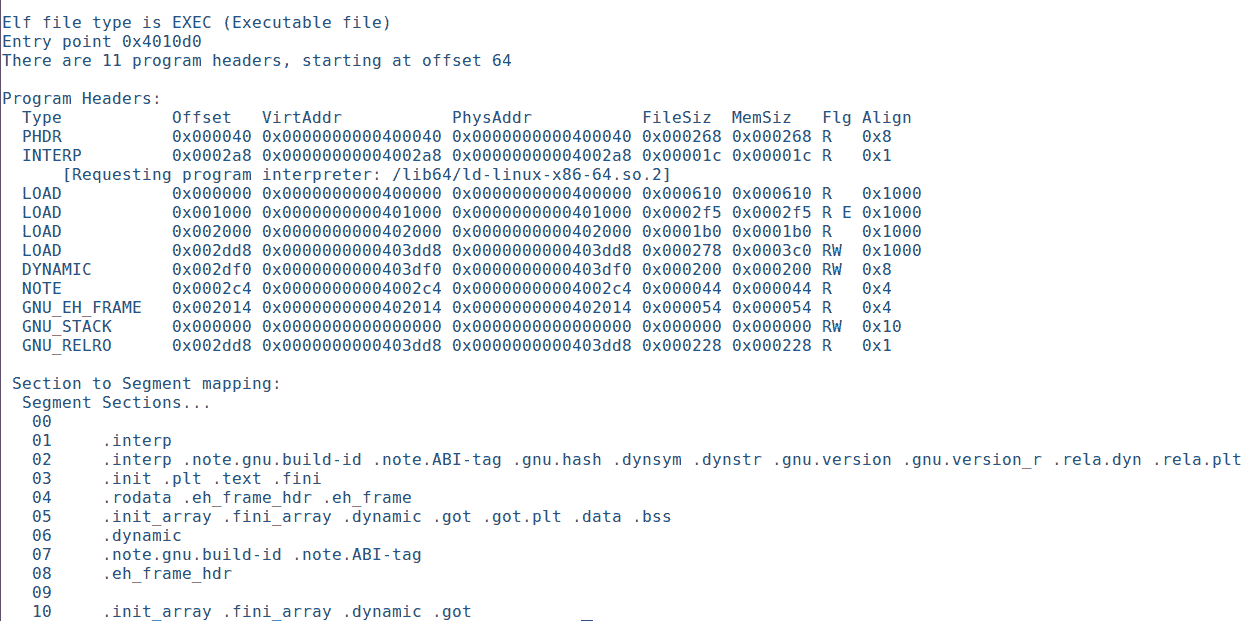 Elf file type is EXEC (Executable file)
Entry point 0x4010d0
There are 11 program headers, starting at offset 64
Program Headers:
  Type           Offset   VirtAddr           PhysAddr           FileSiz  MemSiz   Flg Align
  PHDR           0x000040 0x0000000000400040 0x0000000000400040 0x000268 0x000268 R   0x8
  INTERP         0x0002a8 0x00000000004002a8 0x00000000004002a8 0x00001c 0x00001c R   0x1
      [Requesting program interpreter: /lib64/ld-linux-x86-64.so.2]
  LOAD           0x000000 0x0000000000400000 0x0000000000400000 0x000610 0x000610 R   0x1000
  LOAD           0x001000 0x0000000000401000 0x0000000000401000 0x0002f5 0x0002f5 R E 0x1000
  LOAD           0x002000 0x0000000000402000 0x0000000000402000 0x0001b0 0x0001b0 R   0x1000
  LOAD           0x002dd8 0x0000000000403dd8 0x0000000000403dd8 0x000278 0x0003c0 RW  0x1000
  DYNAMIC        0x002df0 0x0000000000403df0 0x0000000000403df0 0x000200 0x000200 RW  0x8
  NOTE           0x0002c4 0x00000000004002c4 0x00000000004002c4 0x000044 0x000044 R   0x4
  GNU_EH_FRAME   0x002014 0x0000000000402014 0x0000000000402014 0x000054 0x000054 R   0x4
  GNU_STACK      0x000000 0x0000000000000000 0x0000000000000000 0x000000 0x000000 RW  0x10
  GNU_RELRO      0x002dd8 0x0000000000403dd8 0x0000000000403dd8 0x000228 0x000228 R   0x1
 Section to Segment mapping:
  Segment Sections...
   00
   01     .interp
   02     .interp .note.gnu.build-id .note.ABI-tag .gnu.hash .dynsym .dynstr .gnu.version .gnu.version_r .rela.dyn .rela.plt
   03     .init .plt .text .fini
   04     .rodata .eh_frame_hdr .eh_frame
   05     .init_array .fini_array .dynamic .got .got.plt .data .bss
   06     .dynamic
   07     .note.gnu.build-id .note.ABI-tag
   08     .eh_frame_hdr
   09
   10     .init_array .fini_array .dynamic .got